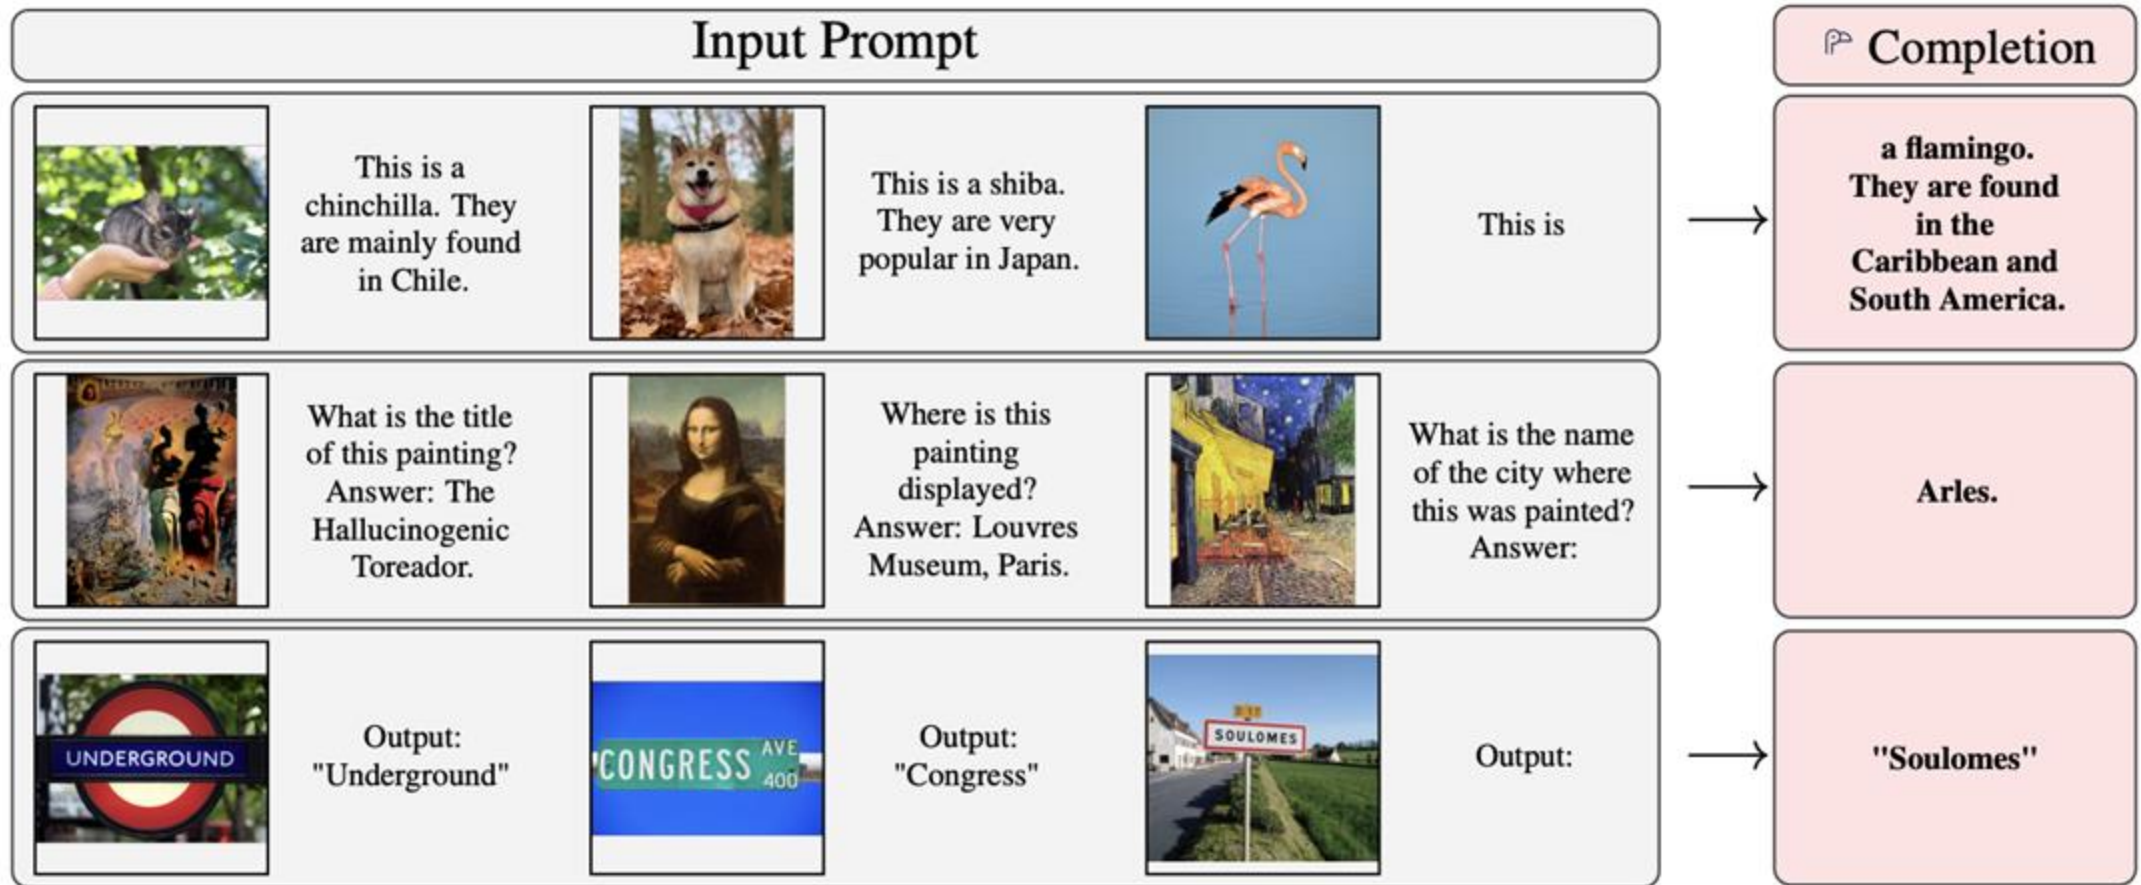 Input Prompt
Completion
This is a
chinchilla. They
are mainly found
in Chile.
This is a shiba.
They are very
popular in Japan.
This is
a flamingo.
They are found
in the
Caribbean and
South America.
What is the title
of this painting?
Answer: The
Hallucinogenic
Toreador.
Where is this
painting
displayed?
Answer: Louvres
Museum, Paris.
What is the name
of the city where
this was painted?
Answer:
Arles.
UNDERGROUND
Output:
"Underground"
CONGRESS AVE
400
Output:
"Congress"
SOULOMES
Output:
"Soulomes"